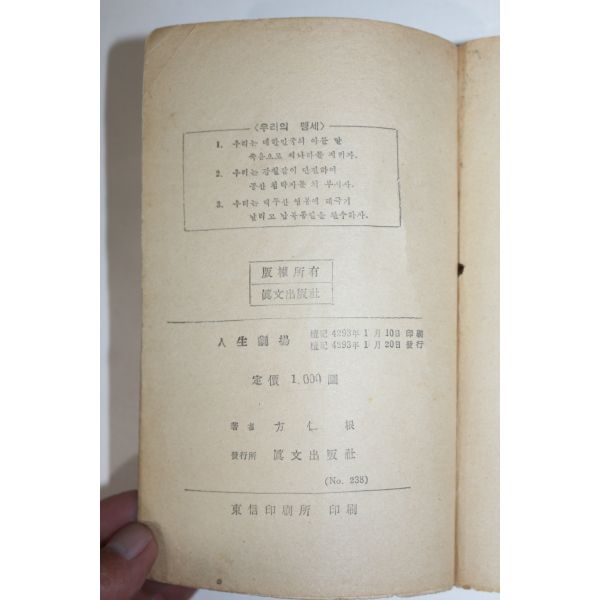 〈우리의 맹세〉
1. 우리는 대한민국의 아들 딸
죽음으로 써나라를 지키자.
2. 우리는 강철같이 단결하여
공산 침략자를 쳐 부시자.
3. 우리는 백두산 영봉에 태극기
날리고 남북통일을 완수하자.
版權所有
眞文出版社
人生劇場
檀記 4293年 1月 10日 印刷
檀記 4293年 1月 20日 發行
定價 1,000圜
著者 方仁根
發行所 眞文出版社
(No. 238)
東信印刷所 印刷